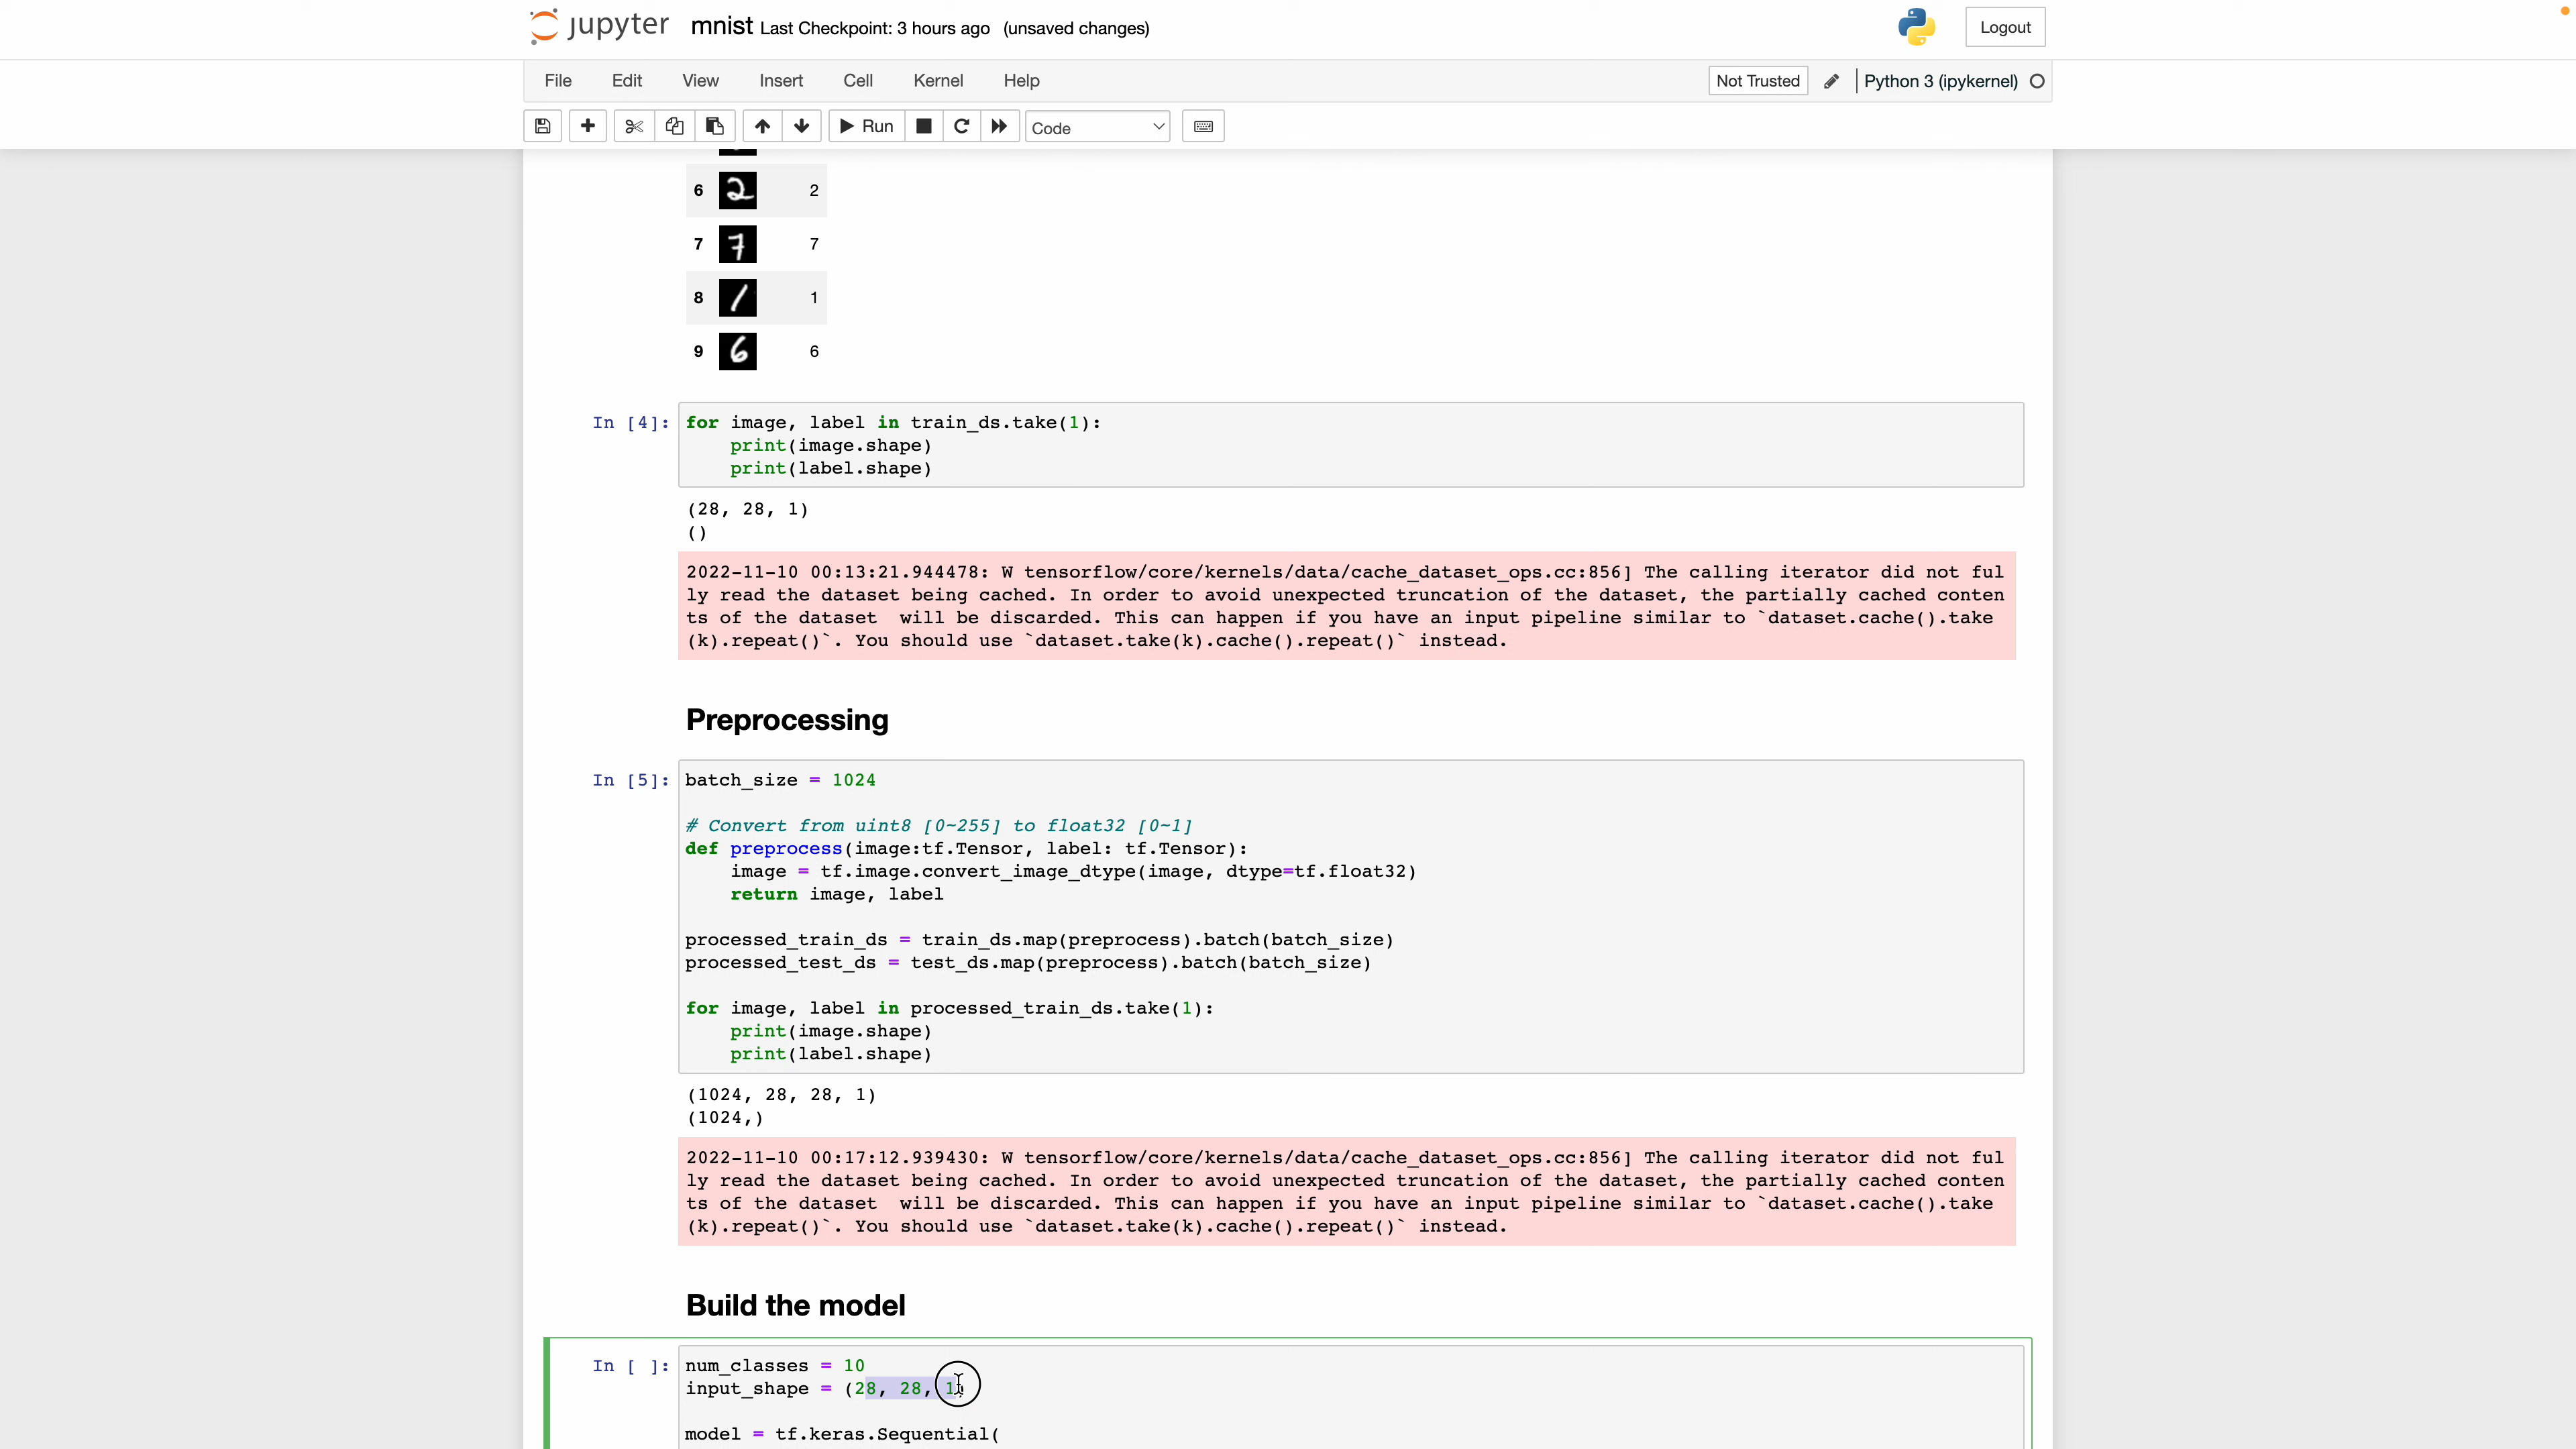 jupyter mnist Last Checkpoint: 3 hours ago (unsaved changes) Logout
File Edit View Insert Cell Kernel Help Not Trusted Python 3 (ipykernel)
Run Code
6 2 2
7 7 7
8 1 1
9 6 6
In [4]: for image, label in train_ds.take(1):
    print(image.shape)
    print(label.shape)
(28, 28, 1)
()
2022-11-10 00:13:21.944478: W tensorflow/core/kernels/data/cache_dataset_ops.cc:856] The calling iterator did not ful
ly read the dataset being cached. In order to avoid unexpected truncation of the dataset, the partially cached conten
ts of the dataset  will be discarded. This can happen if you have an input pipeline similar to `dataset.cache().take
(k).repeat()`. You should use `dataset.take(k).cache().repeat()` instead.
Preprocessing
In [5]: batch_size = 1024
# Convert from uint8 [0~255] to float32 [0~1]
def preprocess(image:tf.Tensor, label: tf.Tensor):
    image = tf.image.convert_image_dtype(image, dtype=tf.float32)
    return image, label
processed_train_ds = train_ds.map(preprocess).batch(batch_size)
processed_test_ds = test_ds.map(preprocess).batch(batch_size)
for image, label in processed_train_ds.take(1):
    print(image.shape)
    print(label.shape)
(1024, 28, 28, 1)
(1024,)
2022-11-10 00:17:12.939430: W tensorflow/core/kernels/data/cache_dataset_ops.cc:856] The calling iterator did not ful
ly read the dataset being cached. In order to avoid unexpected truncation of the dataset, the partially cached conten
ts of the dataset  will be discarded. This can happen if you have an input pipeline similar to `dataset.cache().take
(k).repeat()`. You should use `dataset.take(k).cache().repeat()` instead.
Build the model
In [ ]: num_classes = 10
input_shape = (28, 28, 1)
model = tf.keras.Sequential(